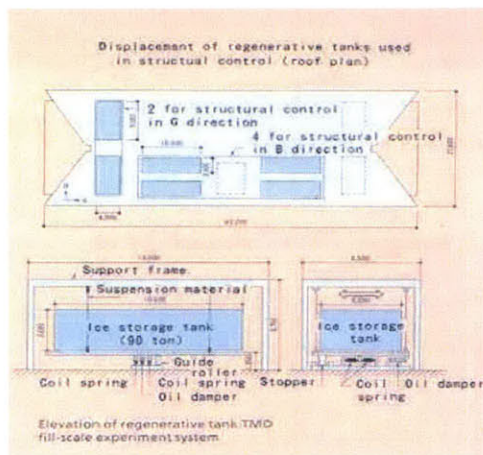 Displacement of regenerative tanks used
in structual control (roof plan)
2 for structural control
in G direction
4 for structural control
in B direction
Support frame
Suspension material
Ice storage tank
(90 ton)
Ice storage
tank
Guide
roller
Coil spring
Coil spring
Oil damper
Stopper
Coil
spring
Oil damper
Elevation of regenerative tank TMD
fill-scale experiment system